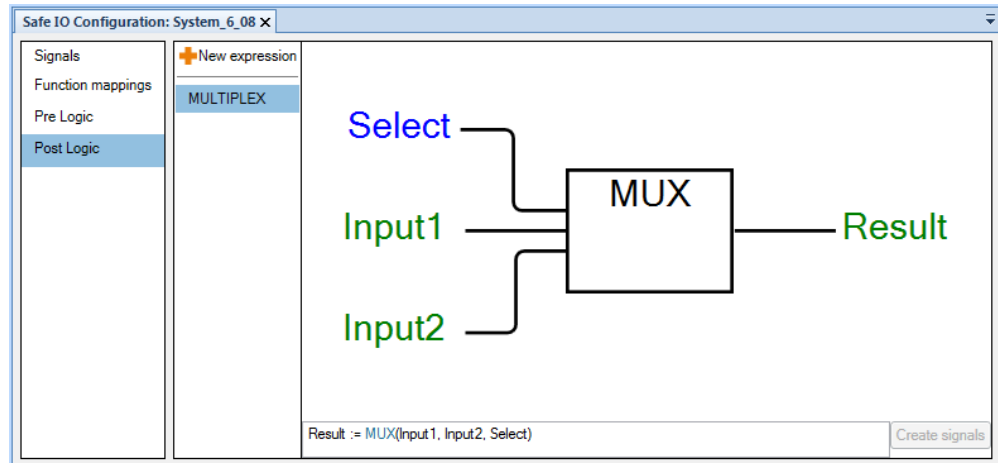 Safe IO Configuration: System_6_08 X
Signals
Function mappings
Pre Logic
Post Logic
New expression
MULTIPLEX
Select
Input1
Input2
MUX
Result
Result := MUX(Input1, Input2, Select)
Create signals